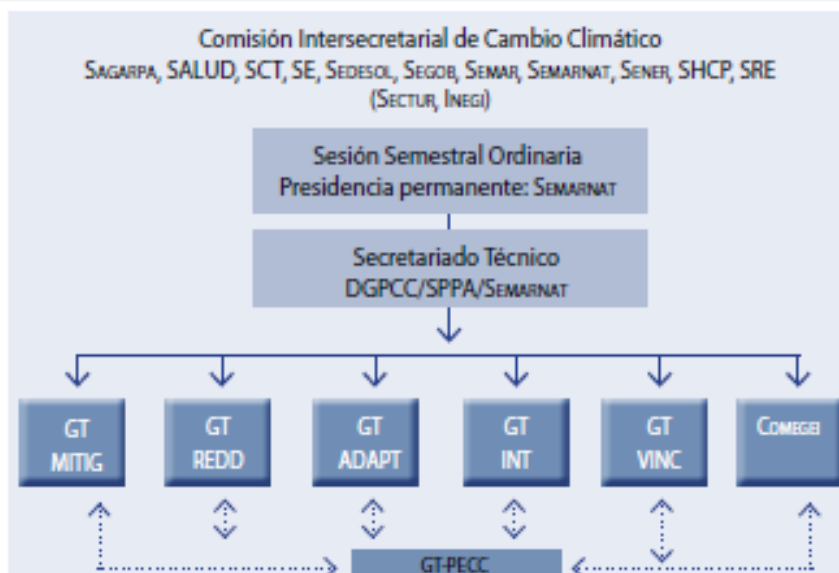 Comisión Intersecretarial de Cambio Climático
SAGARPA, SALUD, SCT, SE, SEDESOL, SEGOB, SEMAR, SEMARNAT, SENER, SHCP, SRE
(SECTUR, INEGI)
Sesión Semestral Ordinaria
Presidencia permanente: SEMARNAT
Secretariado Técnico
DGPCC/SPPA/SEMARNAT
GT
MITIG
GT
REDD
GT
ADAPT
GT
INT
GT
VINC
COMEGEI
GT-PECC